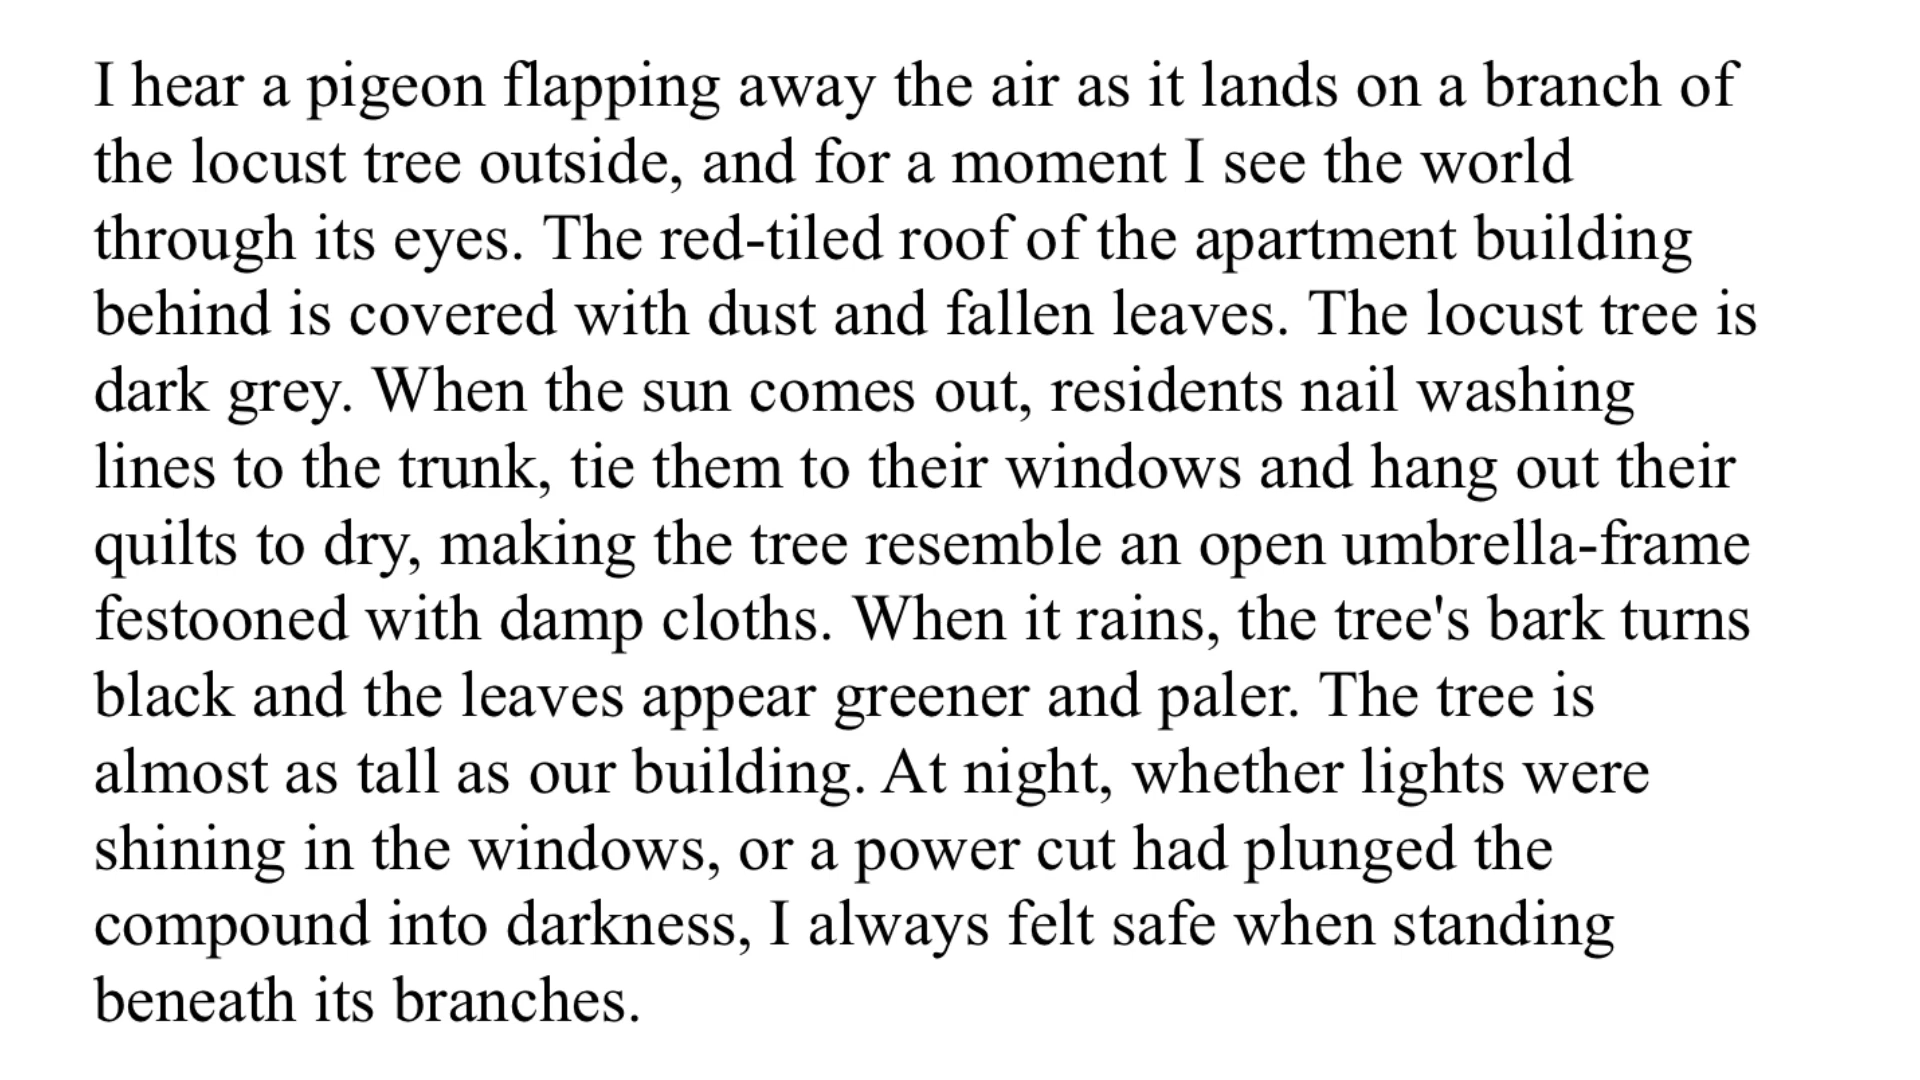 I hear a pigeon flapping away the air as it lands on a branch of
the locust tree outside, and for a moment I see the world
through its eyes. The red-tiled roof of the apartment building
behind is covered with dust and fallen leaves. The locust tree is
dark grey. When the sun comes out, residents nail washing
lines to the trunk, tie them to their windows and hang out their
quilts to dry, making the tree resemble an open umbrella-frame
festooned with damp cloths. When it rains, the tree's bark turns
black and the leaves appear greener and paler. The tree is
almost as tall as our building. At night, whether lights were
shining in the windows, or a power cut had plunged the
compound into darkness, I always felt safe when standing
beneath its branches.